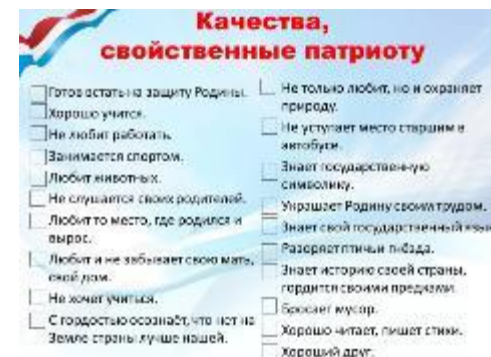 Качества,
свойственные патриоту
Готов встать на защиту Родины.
Хорошо учится.
Не любит работать.
Занимается спортом.
Любит животных.
Не слушается своих родителей.
Любит то место, где родился и
вырос.
Любит и не забывает свою мать,
свой дом.
Не хочет учиться.
С гордостью осознаёт, что нет на
Земле страны лучше нашей.
Не только любит, но и охраняет
природу.
Не уступает место старшим в
автобусе.
Знает государственную
символику.
Украшает Родину своим трудом.
Знает свой государственный язык
Разоряет птичьи гнёзда.
Знает историю своей страны,
гордится своими предками.
Бросает мусор.
Хорошо читает, пишет стихи.
Хороший друг.